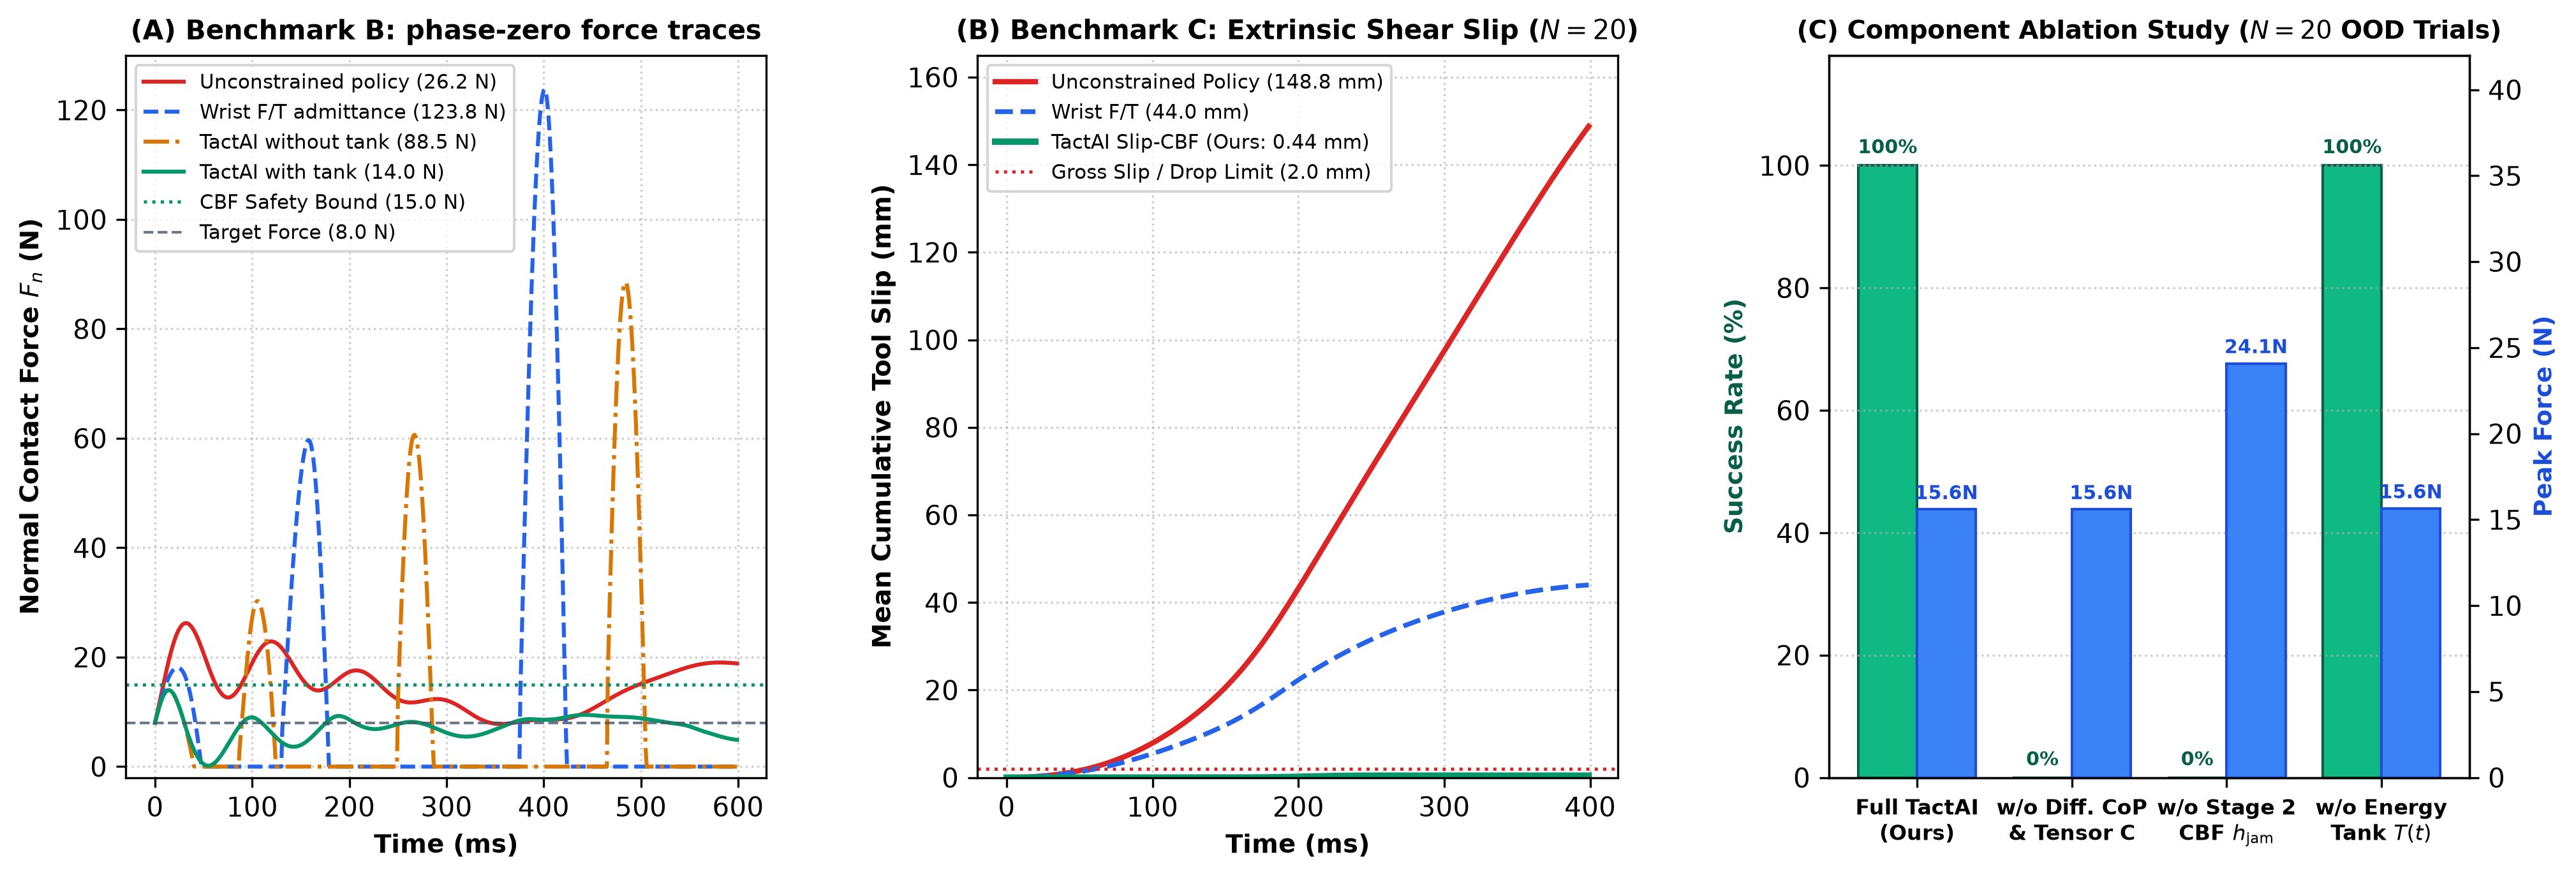 (A) Benchmark B: phase-zero force traces
Unconstrained policy (26.2 N)
Wrist F/T admittance (123.8 N)
TactAI without tank (88.5 N)
TactAI with tank (14.0 N)
CBF Safety Bound (15.0 N)
Target Force (8.0 N)
Normal Contact Force Fn (N)
120
100
80
60
40
20
0
0 100 200 300 400 500 600
Time (ms)
(B) Benchmark C: Extrinsic Shear Slip (N = 20)
Unconstrained Policy (148.8 mm)
Wrist F/T (44.0 mm)
TactAI Slip-CBF (Ours: 0.44 mm)
Gross Slip / Drop Limit (2.0 mm)
Mean Cumulative Tool Slip (mm)
160
140
120
100
80
60
40
20
0
0 100 200 300 400
Time (ms)
(C) Component Ablation Study (N = 20 OOD Trials)
Success Rate (%)
100
80
60
40
20
0
100%
15.6N
0%
15.6N
0%
24.1N
100%
15.6N
40
35
30
25
20
15
10
5
0
Peak Force (N)
Full TactAI
(Ours)
w/o Diff. CoP
& Tensor C
w/o Stage 2
CBF hjam
w/o Energy
Tank T(t)